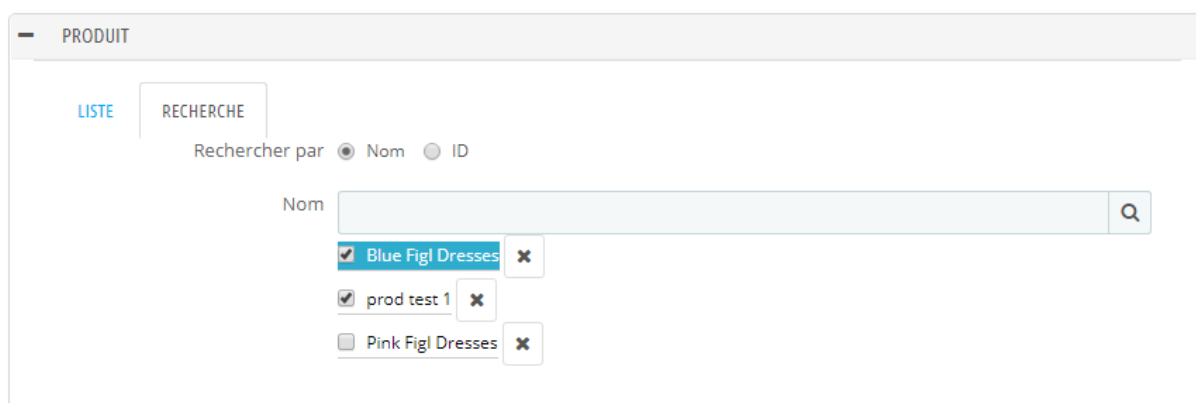 PRODUIT
LISTE RECHERCHE
Rechercher par Nom ID
Nom
Blue Figl Dresses
prod test 1
Pink Figl Dresses